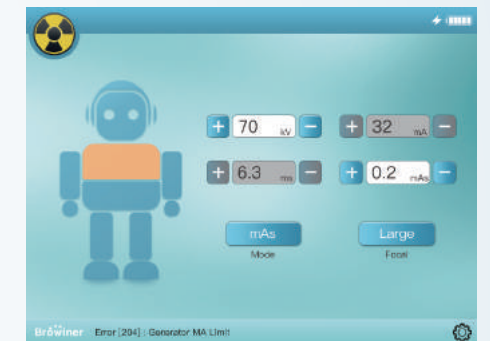 + 70 kV −
+ 32 mA −
+ 6.3 ms −
+ 0.2 mAs −
mAs
Mode
Large
Focal
Browiner Error [204] : Generator MA Limit